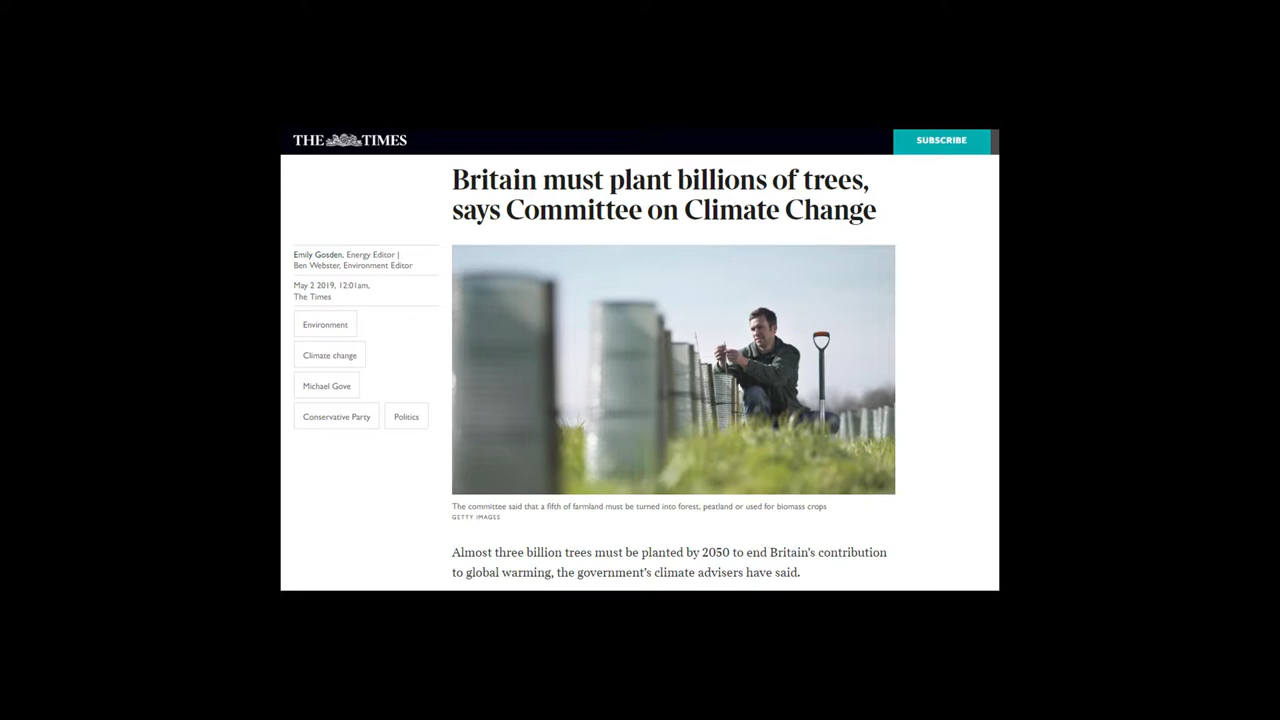 THE TIMES
SUBSCRIBE
Britain must plant billions of trees,
says Committee on Climate Change
Emily Gosden, Energy Editor |
Ben Webster, Environment Editor
May 2 2019, 12:01am,
The Times
Environment
Climate change
Michael Gove
Conservative Party
Politics
The committee said that a fifth of farmland must be turned into forest, peatland or used for biomass crops
GETTY IMAGES
Almost three billion trees must be planted by 2050 to end Britain's contribution
to global warming, the government's climate advisers have said.